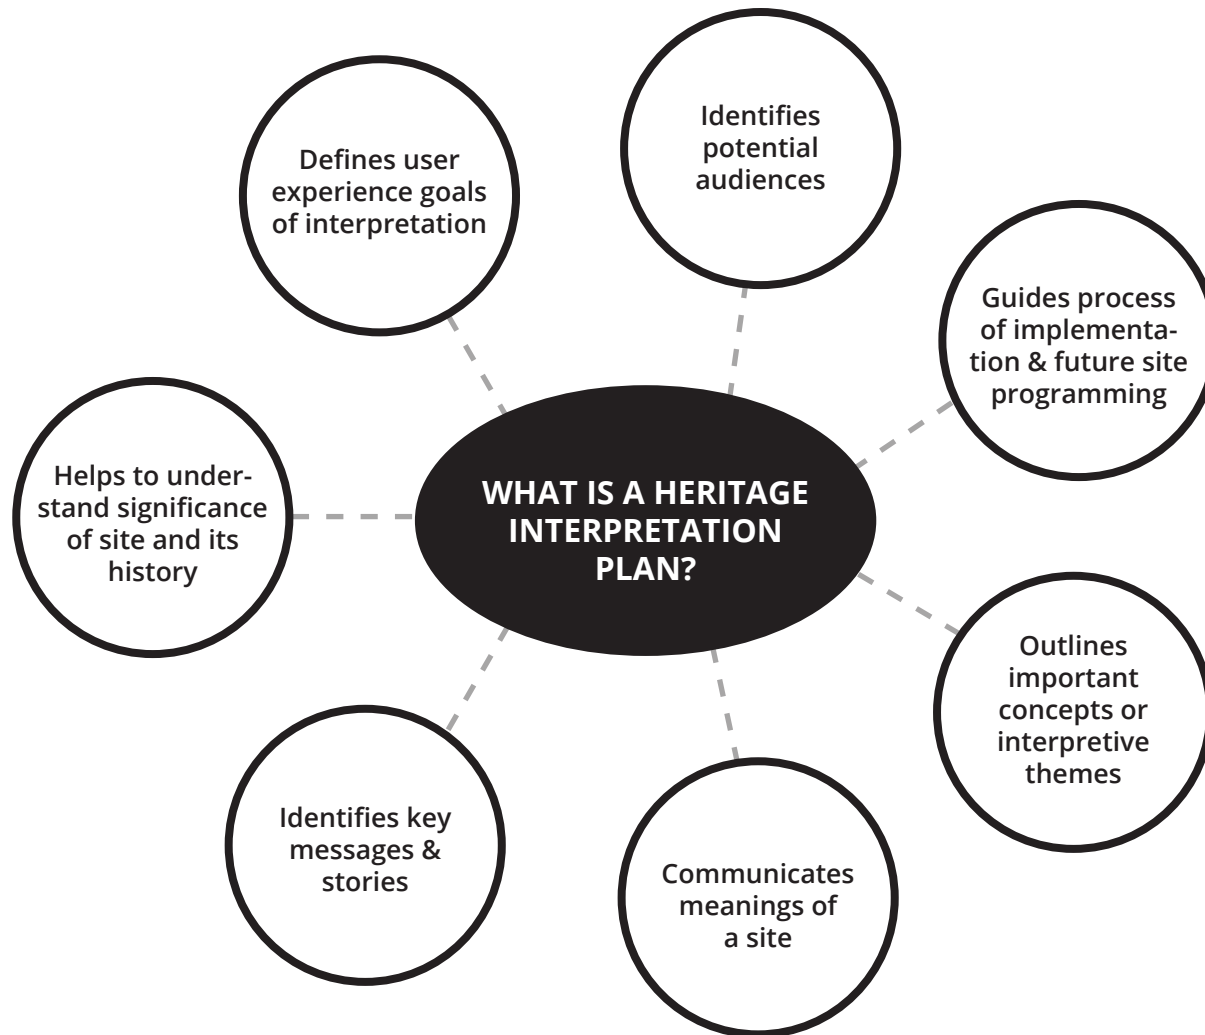 Identifies
potential
audiences
Defines user
experience goals
of interpretation
Guides process
of implementa-
tion & future site
programming
Helps to under-
stand significance
of site and its
history
WHAT IS A HERITAGE
INTERPRETATION
PLAN?
Outlines
important
concepts or
interpretive
themes
Identifies key
messages &
stories
Communicates
meanings of
a site